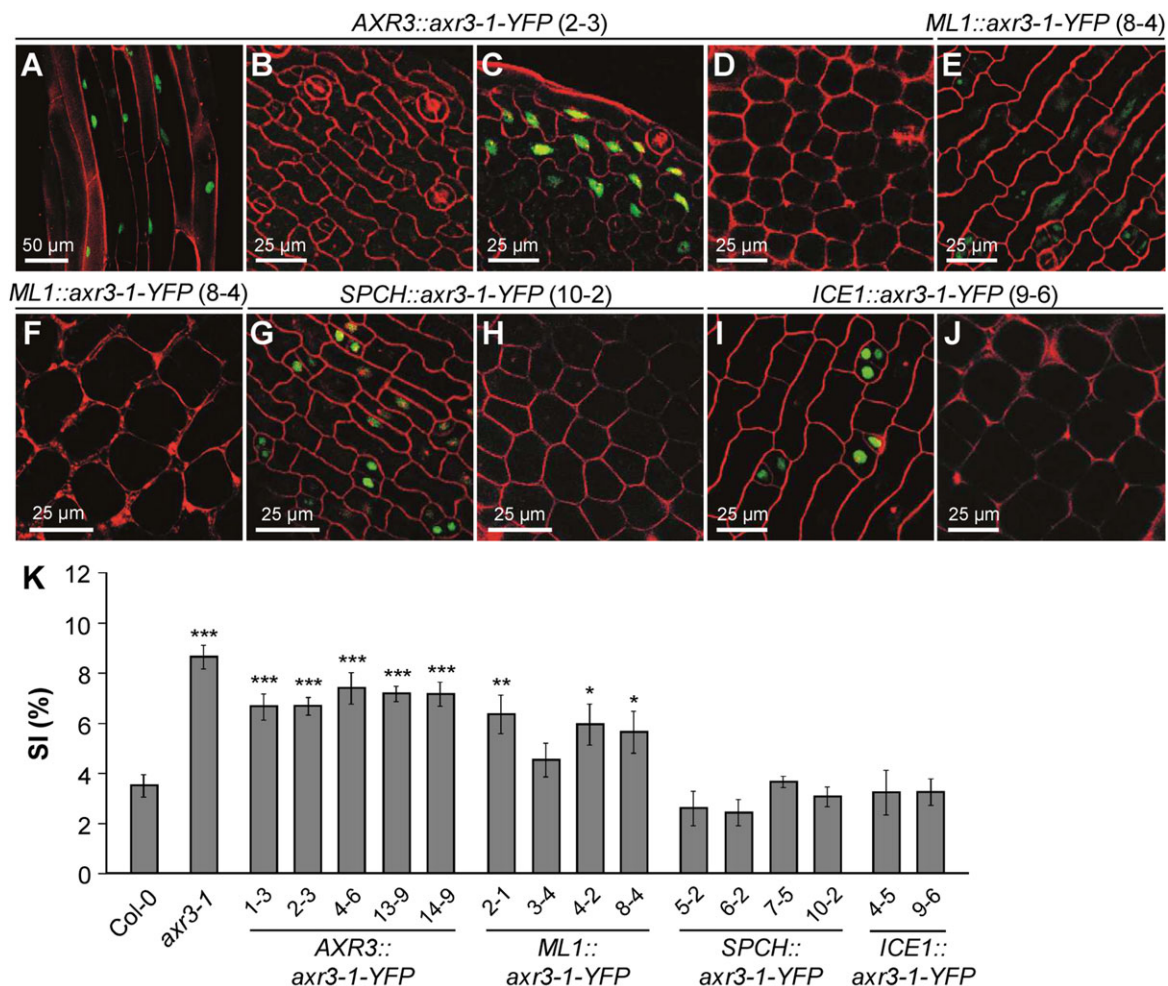 AXR3::axr3-1-YFP (2-3) ML1::axr3-1-YFP (8-4)
A B C D E
50 µm 25 µm 25 µm 25 µm 25 µm
ML1::axr3-1-YFP (8-4) SPCH::axr3-1-YFP (10-2) ICE1::axr3-1-YFP (9-6)
F G H I J
25 µm 25 µm 25 µm 25 µm 25 µm
K
SI (%)
12
10
8
6
4
2
0
*** *** *** *** *** *** ** * *
Col-0 axr3-1 1-3 2-3 4-6 13-9 14-9 2-1 3-4 4-2 8-4 5-2 6-2 7-5 10-2 4-5 9-6
AXR3:: ML1:: SPCH:: ICE1::
axr3-1-YFP axr3-1-YFP axr3-1-YFP axr3-1-YFP